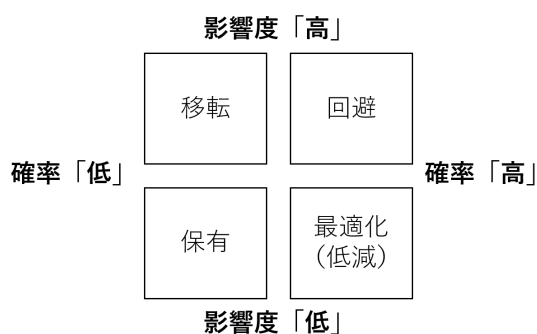 影響度「高」
移転
回避
確率「低」
確率「高」
保有
最適化
（低減）
影響度「低」